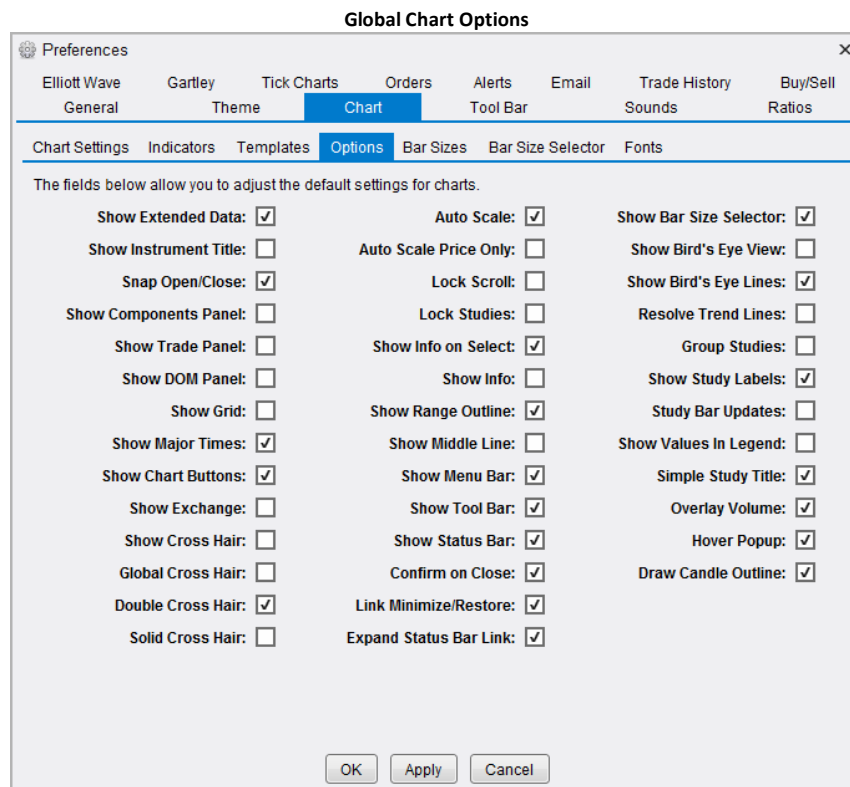 Global Chart Options
Preferences
Elliott Wave Gartley Tick Charts Orders Alerts Email Trade History Buy/Sell
General Theme Chart Tool Bar Sounds Ratios
Chart Settings Indicators Templates Options Bar Sizes Bar Size Selector Fonts
The fields below allow you to adjust the default settings for charts.
Show Extended Data: Auto Scale: Show Bar Size Selector:
Show Instrument Title: Auto Scale Price Only: Show Bird's Eye View:
Snap Open/Close: Lock Scroll: Show Bird's Eye Lines:
Show Components Panel: Lock Studies: Resolve Trend Lines:
Show Trade Panel: Show Info on Select: Group Studies:
Show DOM Panel: Show Info: Show Study Labels:
Show Grid: Show Range Outline: Study Bar Updates:
Show Major Times: Show Middle Line: Show Values In Legend:
Show Chart Buttons: Show Menu Bar: Simple Study Title:
Show Exchange: Show Tool Bar: Overlay Volume:
Show Cross Hair: Show Status Bar: Hover Popup:
Global Cross Hair: Confirm on Close: Draw Candle Outline:
Double Cross Hair: Link Minimize/Restore:
Solid Cross Hair: Expand Status Bar Link:
OK Apply Cancel